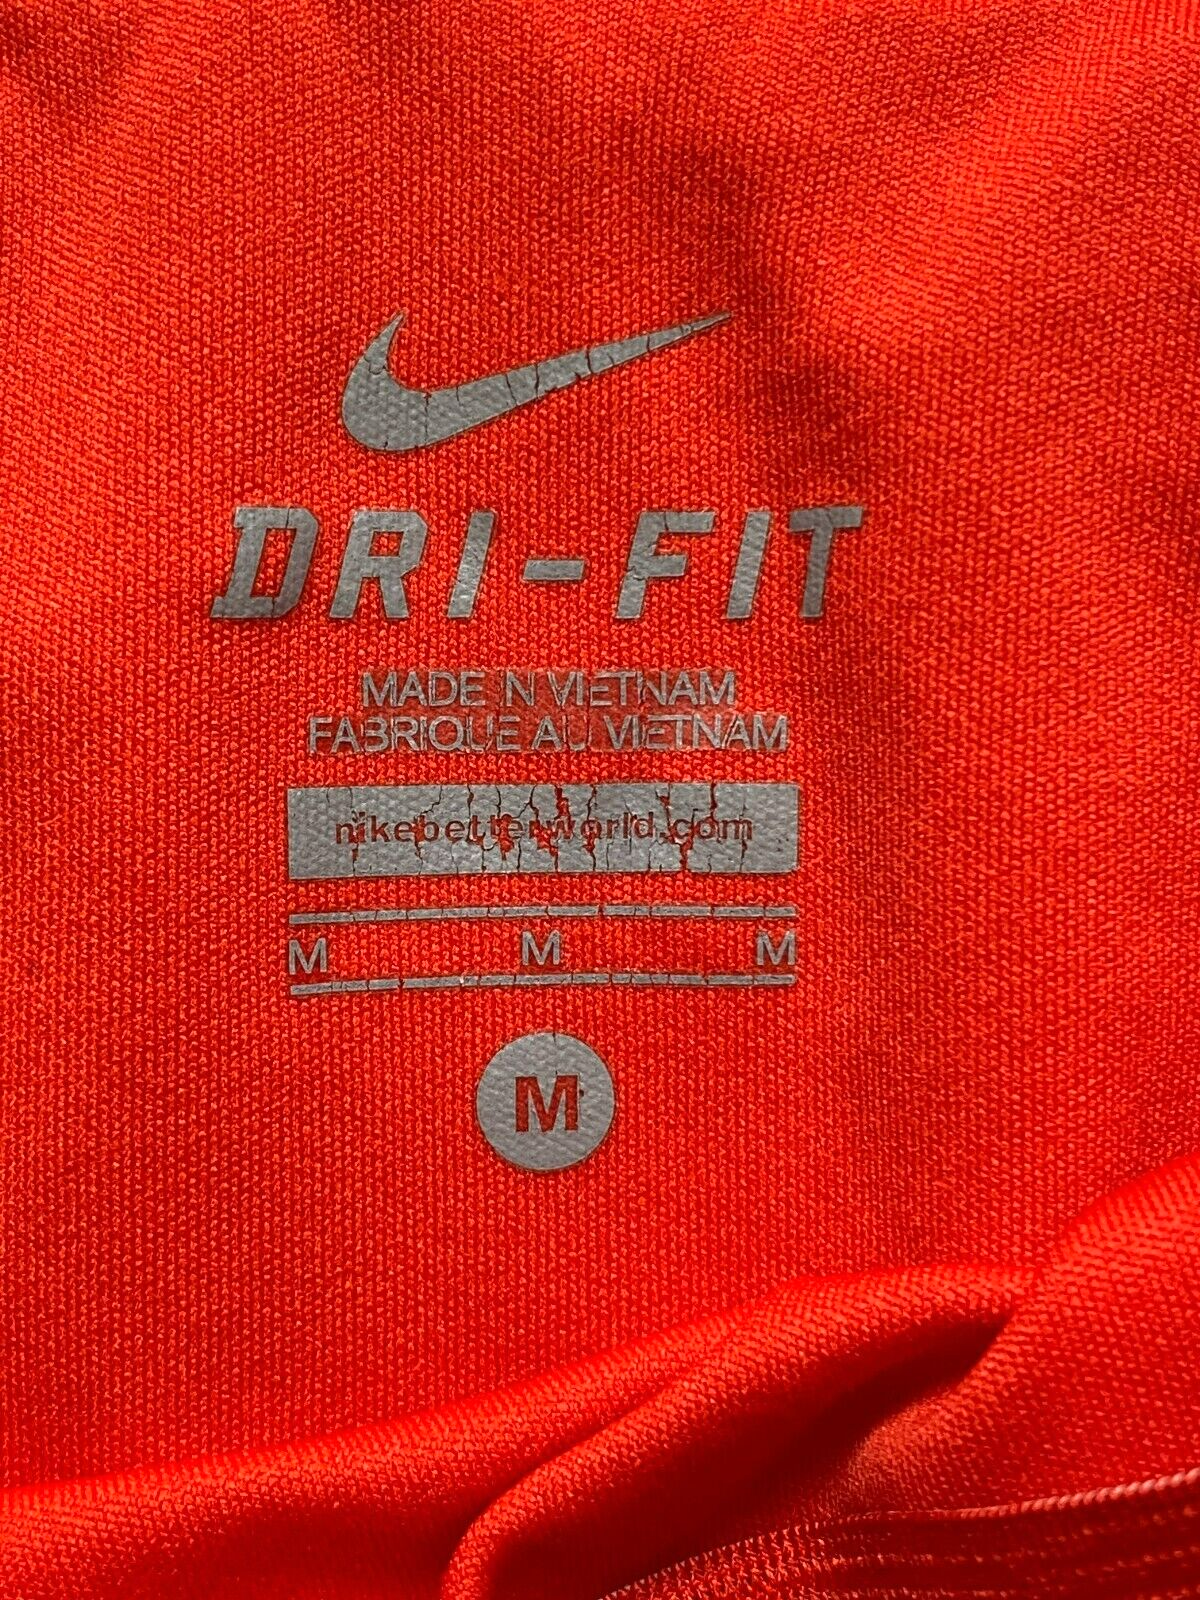 DRI-FIT
MADE IN VIETNAM
FABRIQUE AU VIETNAM
nikebetterworld.com
M M M
M